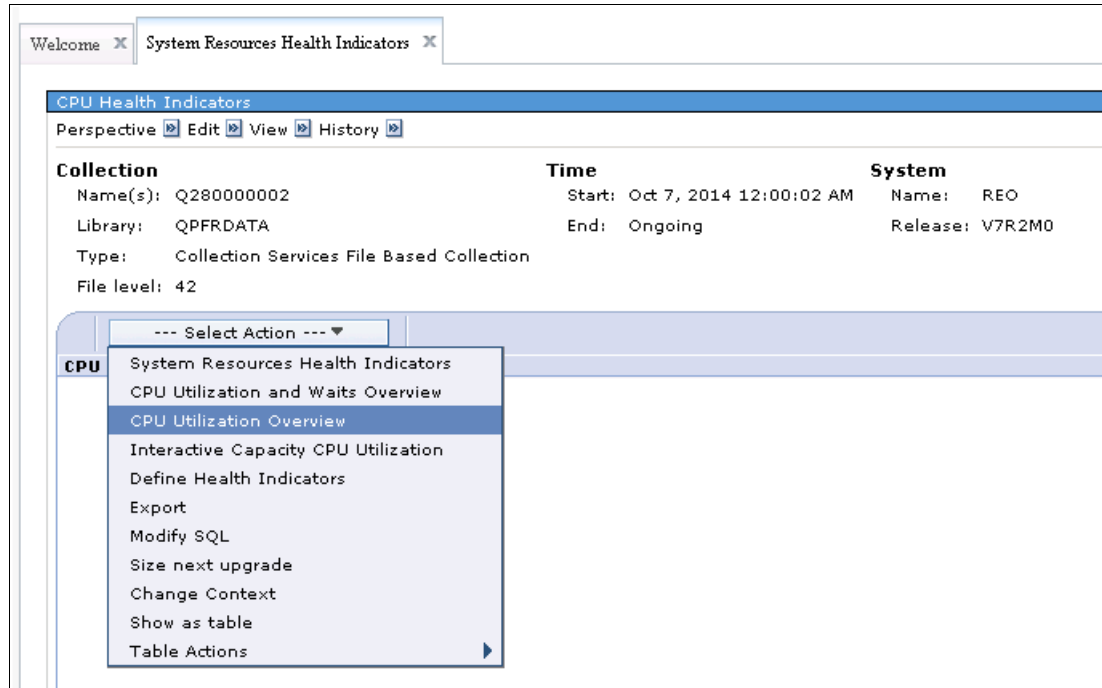 Welcome X System Resources Health Indicators X
CPU Health Indicators
Perspective Edit View History
Collection Time System
Name(s): Q280000002 Start: Oct 7, 2014 12:00:02 AM Name: REO
Library: QPFRDATA End: Ongoing Release: V7R2M0
Type: Collection Services File Based Collection
File level: 42
--- Select Action ---
CPU
System Resources Health Indicators
CPU Utilization and Waits Overview
CPU Utilization Overview
Interactive Capacity CPU Utilization
Define Health Indicators
Export
Modify SQL
Size next upgrade
Change Context
Show as table
Table Actions